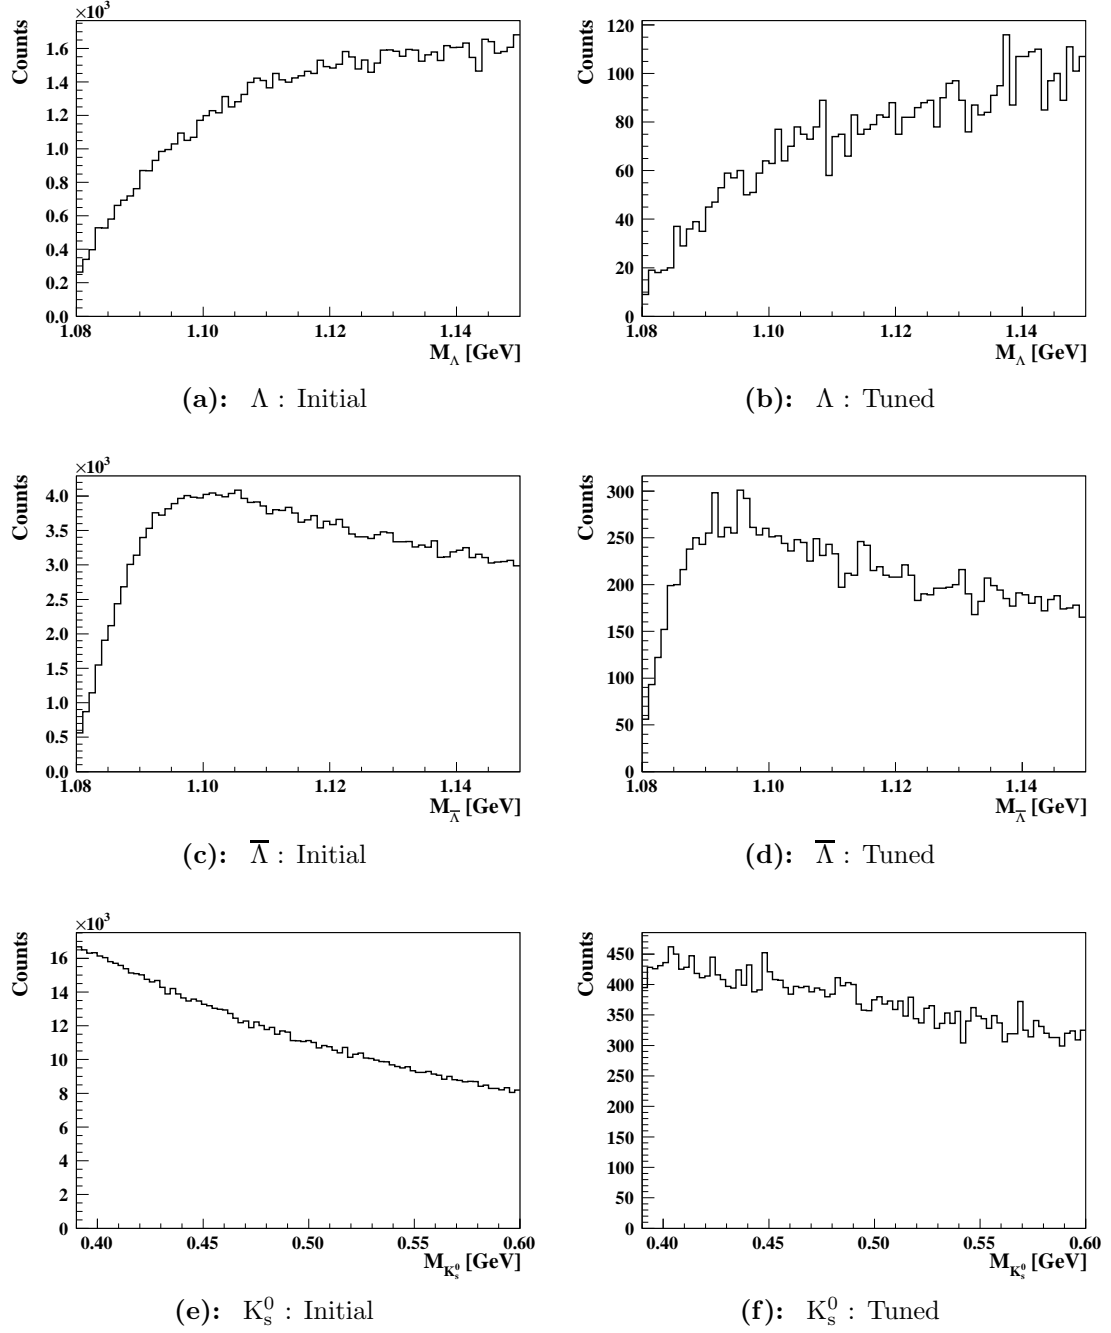 ×10³
Counts
1.6
1.4
1.2
1.0
0.8
0.6
0.4
0.2
0.0
1.08 1.10 1.12 1.14
M_Λ [GeV]
(a): Λ : Initial
Counts
120
100
80
60
40
20
0
1.08 1.10 1.12 1.14
M_Λ [GeV]
(b): Λ : Tuned
×10³
Counts
4.0
3.5
3.0
2.5
2.0
1.5
1.0
0.5
0.0
1.08 1.10 1.12 1.14
M_Λ̅ [GeV]
(c): Λ̅ : Initial
Counts
300
250
200
150
100
50
0
1.08 1.10 1.12 1.14
M_Λ̅ [GeV]
(d): Λ̅ : Tuned
×10³
Counts
16
14
12
10
8
6
4
2
0
0.40 0.45 0.50 0.55 0.60
M_K⁰ₛ [GeV]
(e): K⁰ₛ : Initial
Counts
450
400
350
300
250
200
150
100
50
0
0.40 0.45 0.50 0.55 0.60
M_K⁰ₛ [GeV]
(f): K⁰ₛ : Tuned